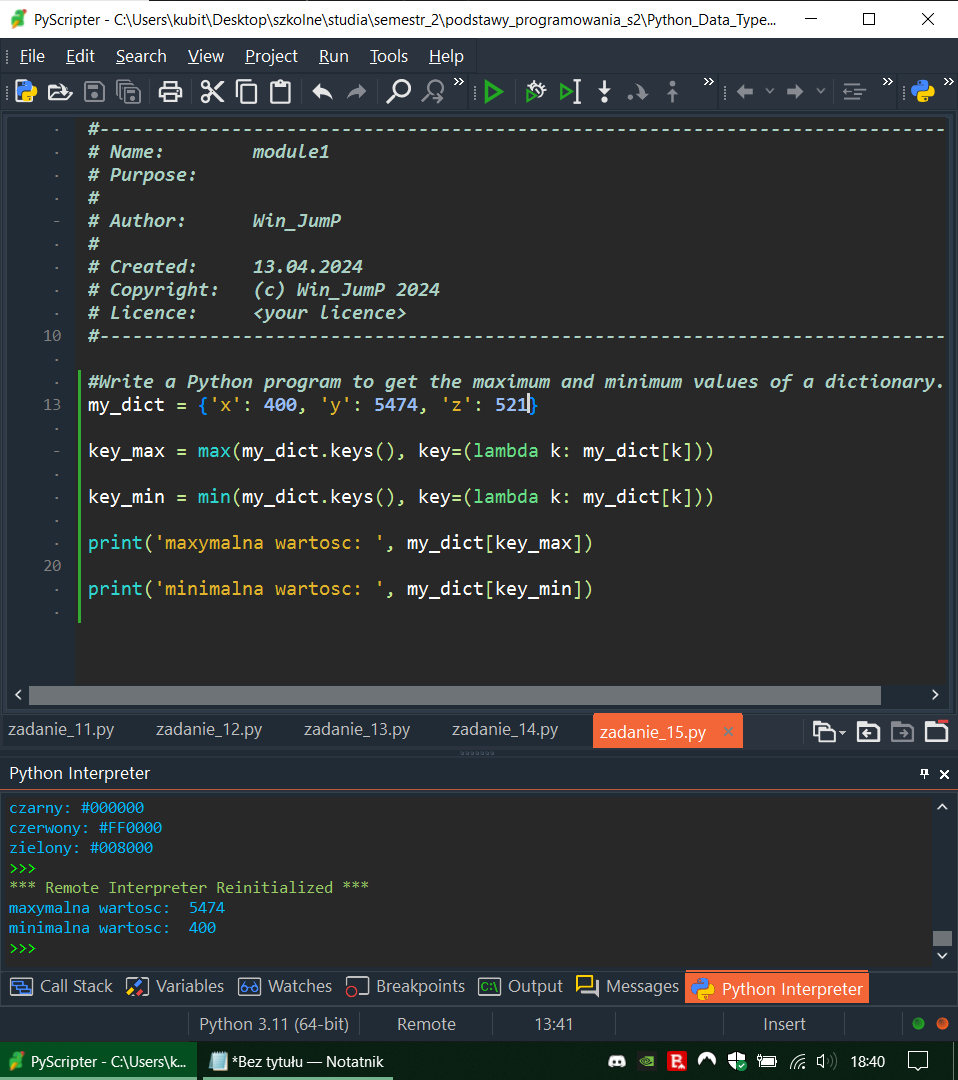 PyScripter - C:\Users\kubit\Desktop\szkolne\studia\semestr_2\podstawy_programowania_s2\Python_Data_Type...
File Edit Search View Project Run Tools Help
#-----------------------------------------------------------------------------
# Name:        module1
# Purpose:
#
# Author:      Win_JumP
#
# Created:     13.04.2024
# Copyright:   (c) Win_JumP 2024
# Licence:     <your licence>
10 #-----------------------------------------------------------------------------
#Write a Python program to get the maximum and minimum values of a dictionary.
13 my_dict = {'x': 400, 'y': 5474, 'z': 521}
key_max = max(my_dict.keys(), key=(lambda k: my_dict[k]))
key_min = min(my_dict.keys(), key=(lambda k: my_dict[k]))
print('maxymalna wartosc: ', my_dict[key_max])
20
print('minimalna wartosc: ', my_dict[key_min])
zadanie_11.py zadanie_12.py zadanie_13.py zadanie_14.py zadanie_15.py
Python Interpreter
czarny: #000000
czerwony: #FF0000
zielony: #008000
>>>
*** Remote Interpreter Reinitialized ***
maxymalna wartosc:  5474
minimalna wartosc:  400
>>>
Call Stack Variables Watches Breakpoints C:\ Output Messages Python Interpreter
Python 3.11 (64-bit) Remote 13:41 Insert
PyScripter - C:\Users\k... *Bez tytułu — Notatnik 18:40